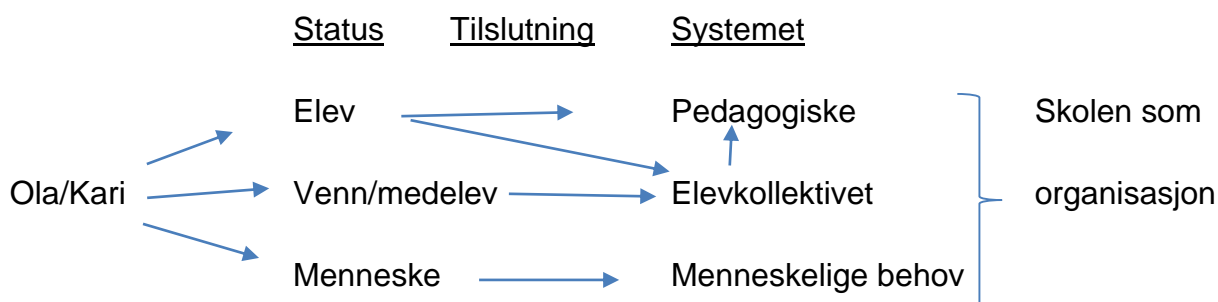 Status Tilslutning Systemet
Elev Pedagogiske Skolen som
Ola/Kari Venn/medelev Elevkollektivet organisasjon
Menneske Menneskelige behov